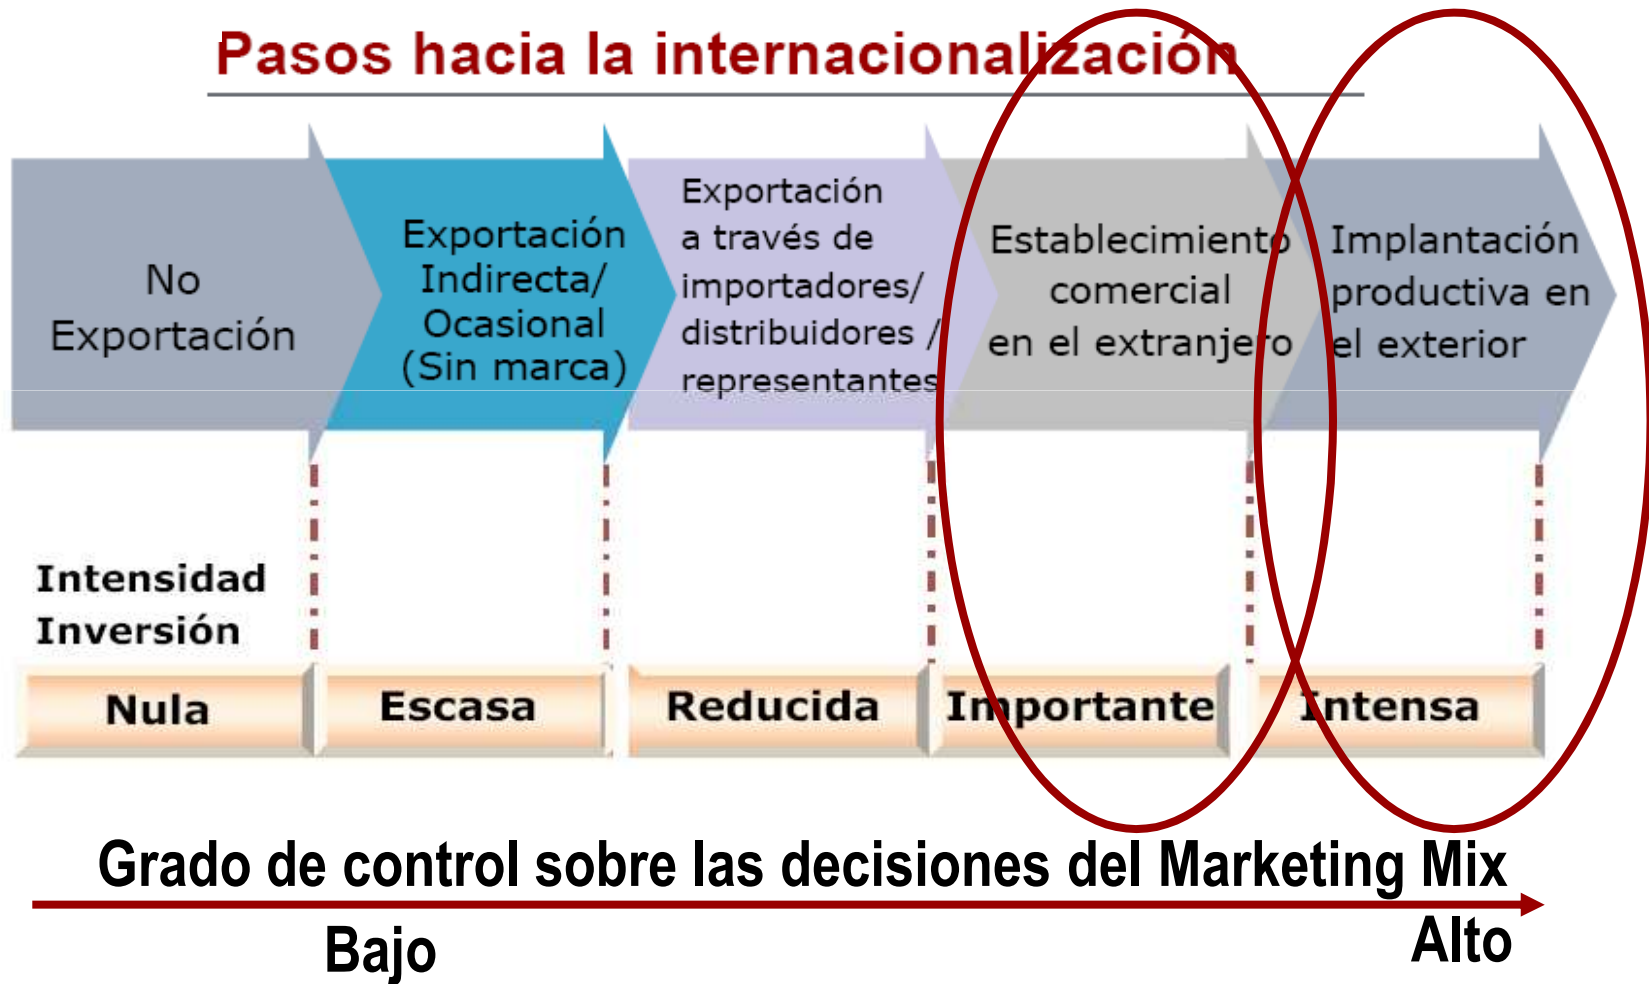 Pasos hacia la internacionalización
No
Exportación
Exportación
Indirecta/
Ocasional
(Sin marca)
Exportación
a través de
importadores/
distribuidores /
representantes
Establecimiento
comercial
en el extranjero
Implantación
productiva en
el exterior
Intensidad
Inversión
Nula
Escasa
Reducida
Importante
Intensa
Grado de control sobre las decisiones del Marketing Mix
Bajo
Alto